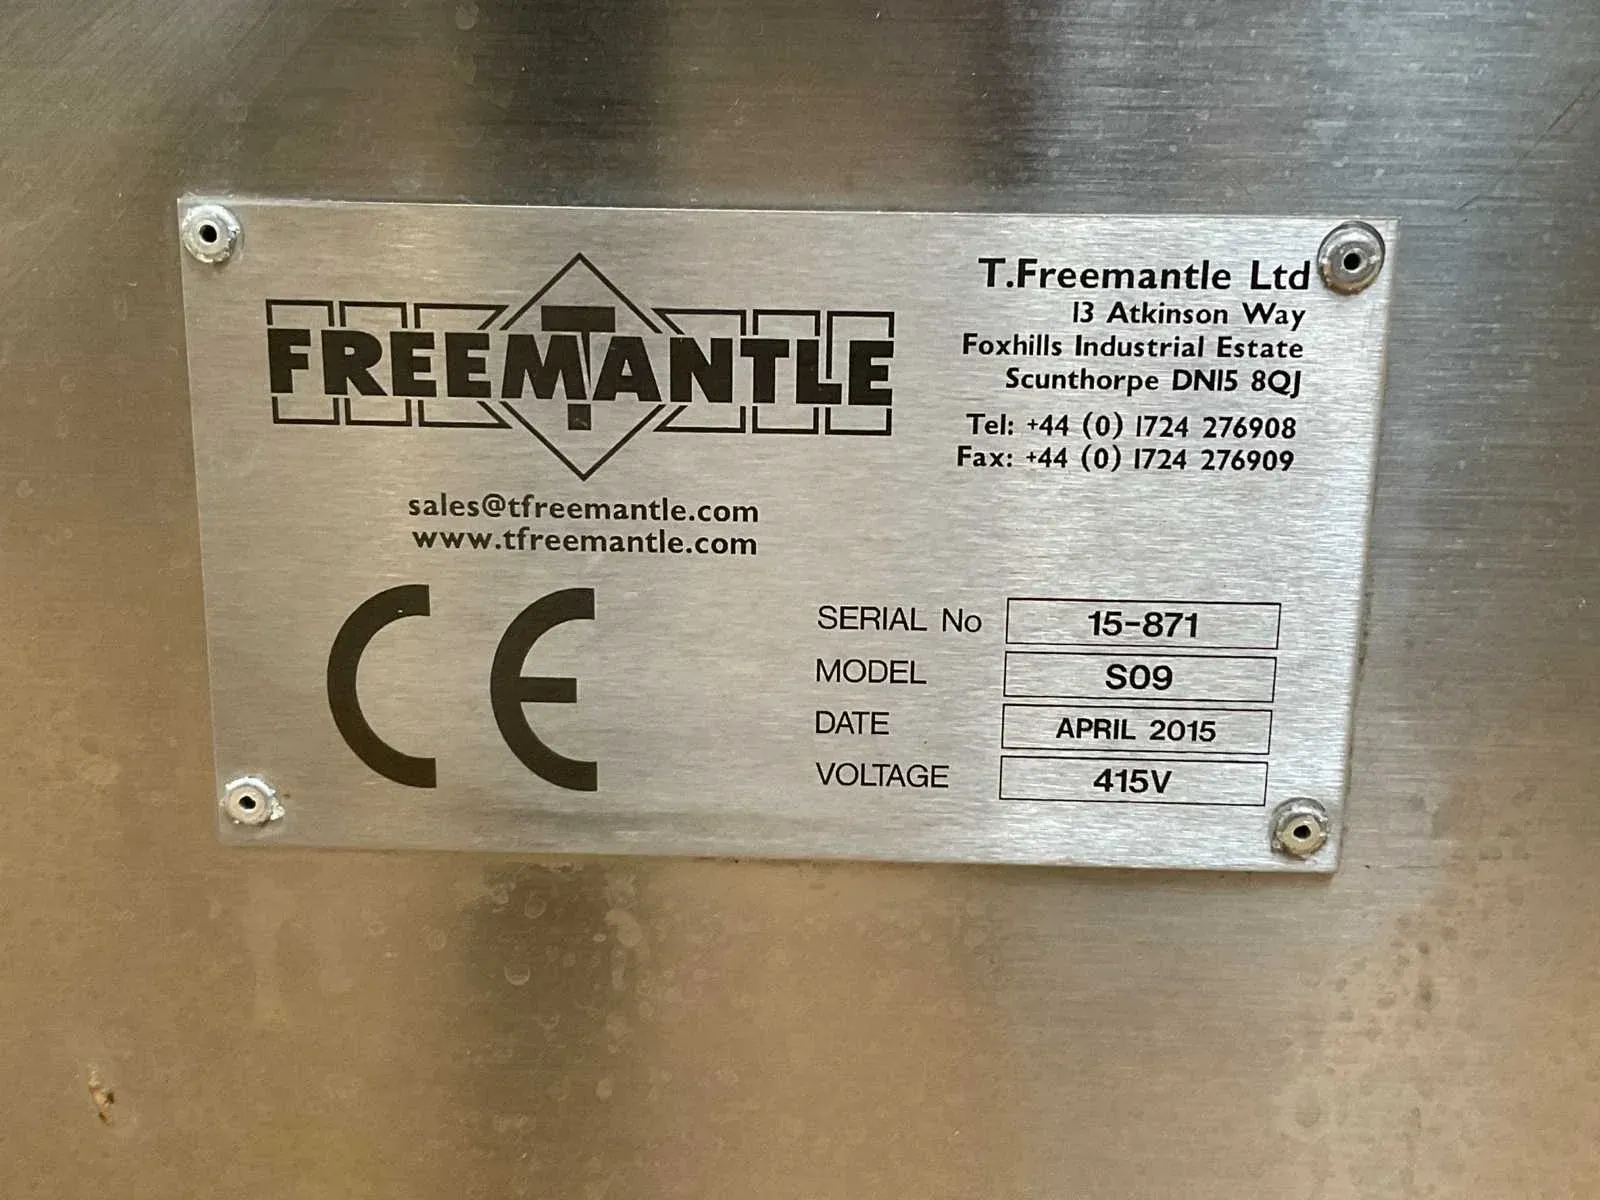 FREEMANTLE
sales@tfreemantle.com
www.tfreemantle.com
T.Freemantle Ltd
13 Atkinson Way
Foxhills Industrial Estate
Scunthorpe DN15 8QJ
Tel: +44 (0) 1724 276908
Fax: +44 (0) 1724 276909
CE
SERIAL No 15-871
MODEL S09
DATE APRIL 2015
VOLTAGE 415V